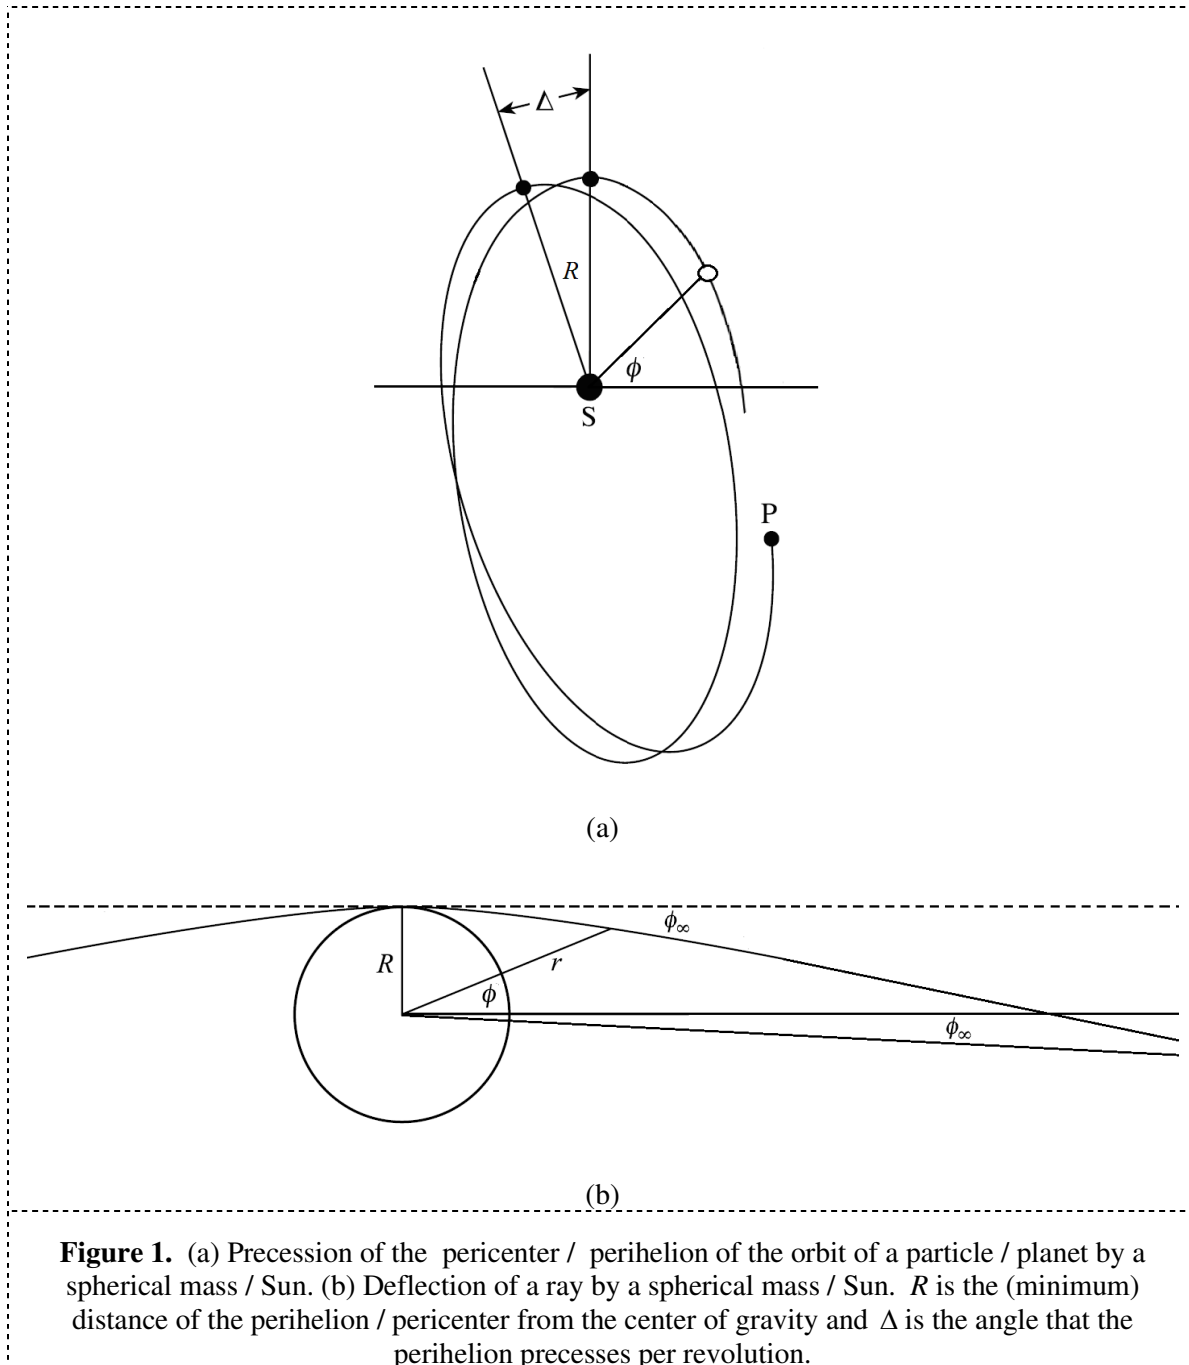 Δ
R
ϕ
S
P
(a)
ϕ∞
R
r
ϕ
ϕ∞
(b)
Figure 1. (a) Precession of the pericenter / perihelion of the orbit of a particle / planet by a
spherical mass / Sun. (b) Deflection of a ray by a spherical mass / Sun. R is the (minimum)
distance of the perihelion / pericenter from the center of gravity and Δ is the angle that the
perihelion precesses per revolution.